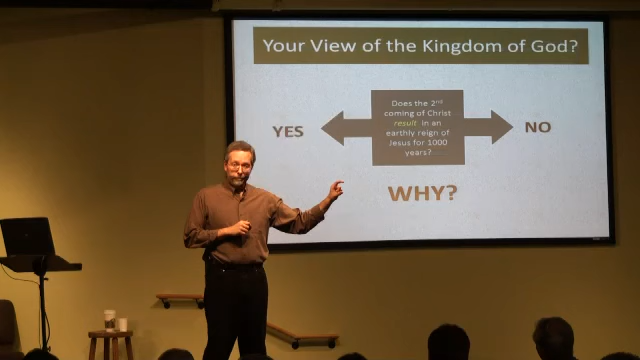 Your View of the Kingdom of God?
Does the 2nd
coming of Christ
result in an
earthly reign of
Jesus for 1000
years?
YES
NO
WHY?